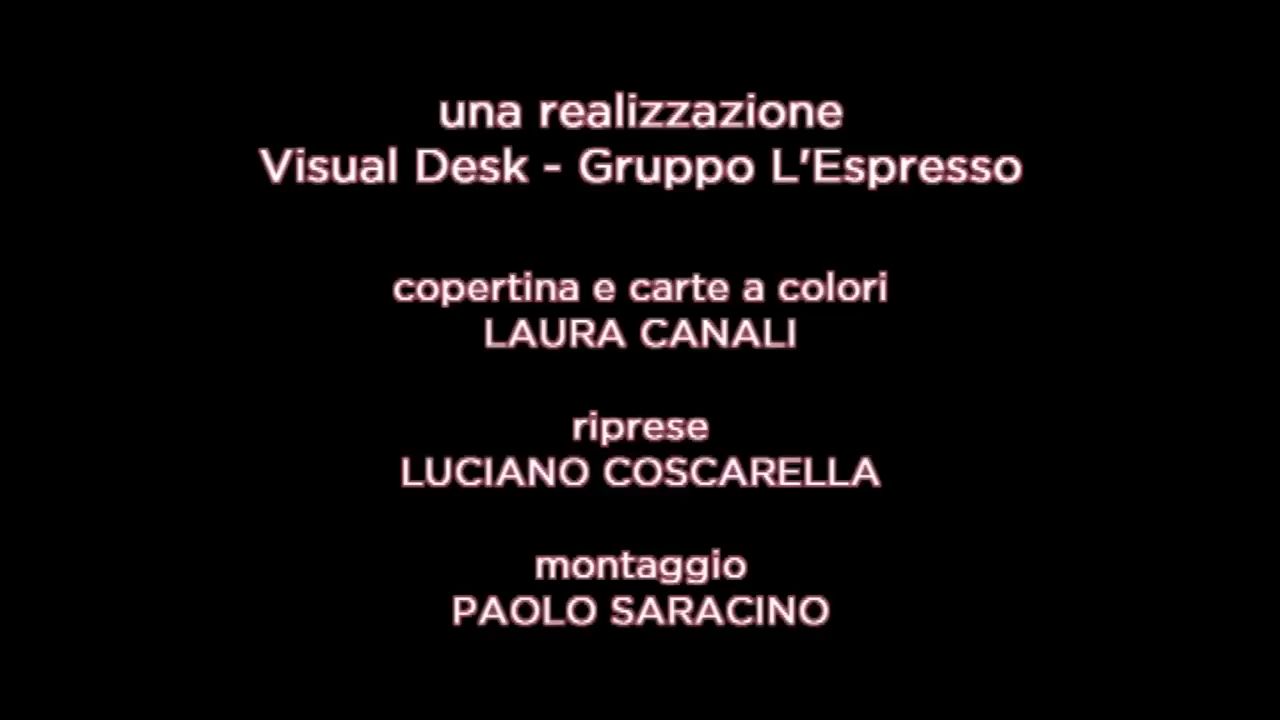 una realizzazione
Visual Desk - Gruppo L'Espresso
copertina e carte a colori
LAURA CANALI
riprese
LUCIANO COSCARELLA
montaggio
PAOLO SARACINO